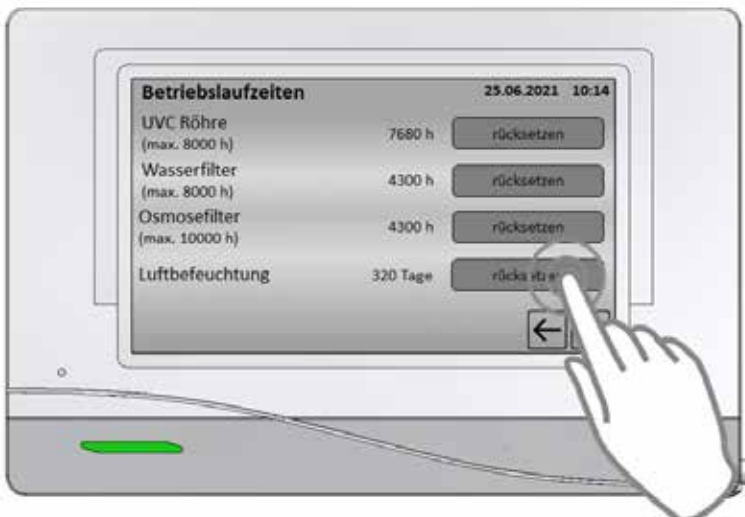 Betriebslaufzeiten 25.06.2021 10:14
UVC Röhre
(max. 8000 h) 7680 h rücksetzen
Wasserfilter
(max. 8000 h) 4300 h rücksetzen
Osmosefilter
(max. 10000 h) 4300 h rücksetzen
Luftbefeuchtung 320 Tage